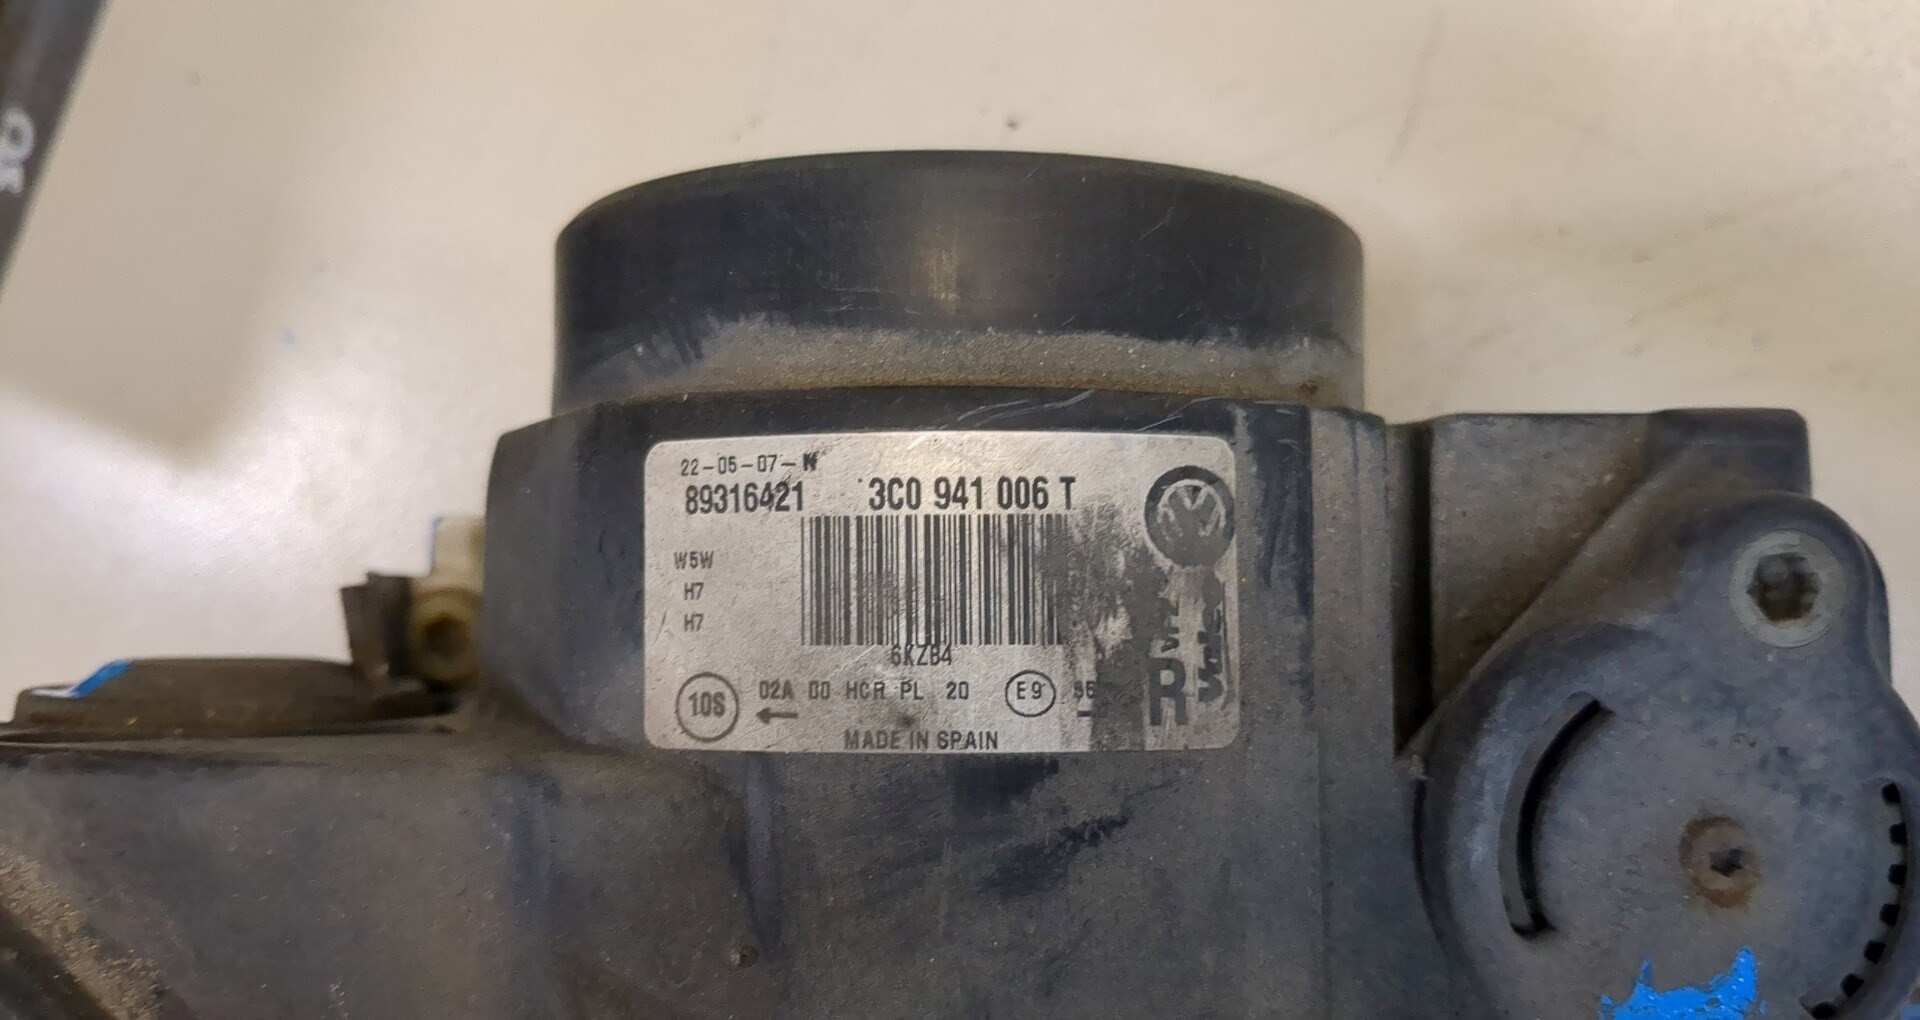 22-05-07-N
89316421 3C0 941 006 T
W5W
H7
H7
6KZB4
10S 02A 00 HCR PL 20 E9
R
MADE IN SPAIN